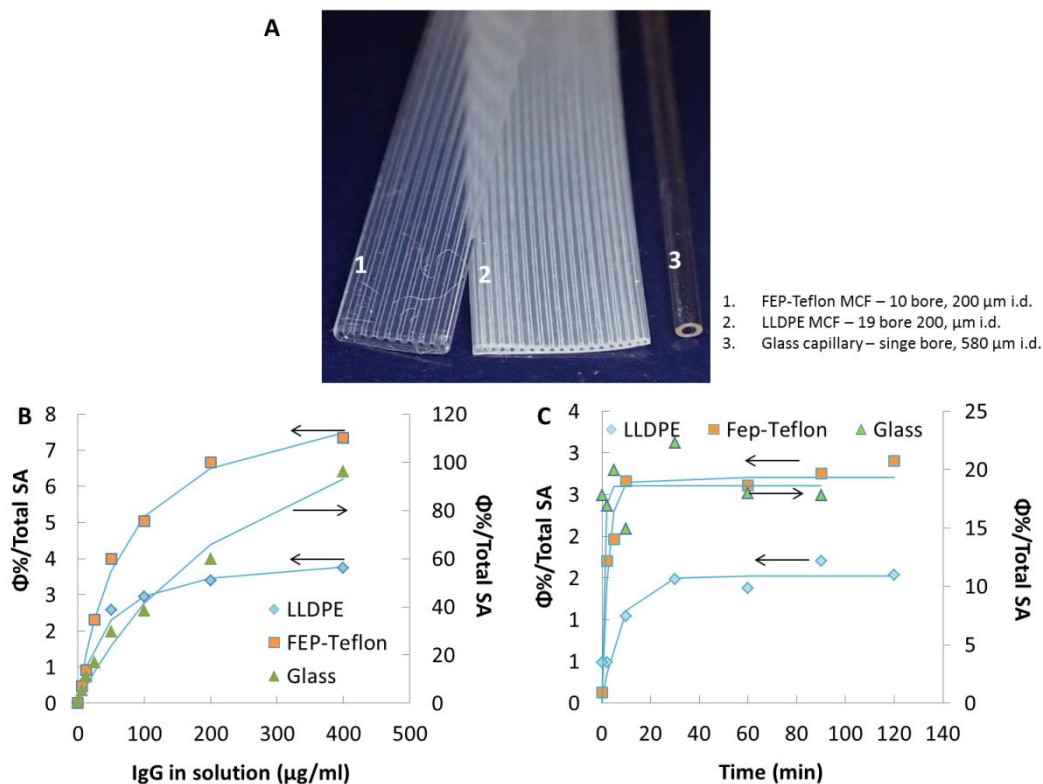 A
1
2
3
1. FEP-Teflon MCF – 10 bore, 200 µm i.d.
2. LLDPE MCF – 19 bore 200, µm i.d.
3. Glass capillary – singe bore, 580 µm i.d.
B
8
7
6
5
4
3
2
1
0
Φ%/Total SA
120
100
80
60
40
20
0
Φ%/Total SA
LLDPE
FEP-Teflon
Glass
0 100 200 300 400 500
IgG in solution (µg/ml)
C
LLDPE Fep-Teflon Glass
4
3
3
2
2
1
1
0
Φ%/Total SA
25
20
15
10
5
0
Φ%/Total SA
0 20 40 60 80 100 120 140
Time (min)